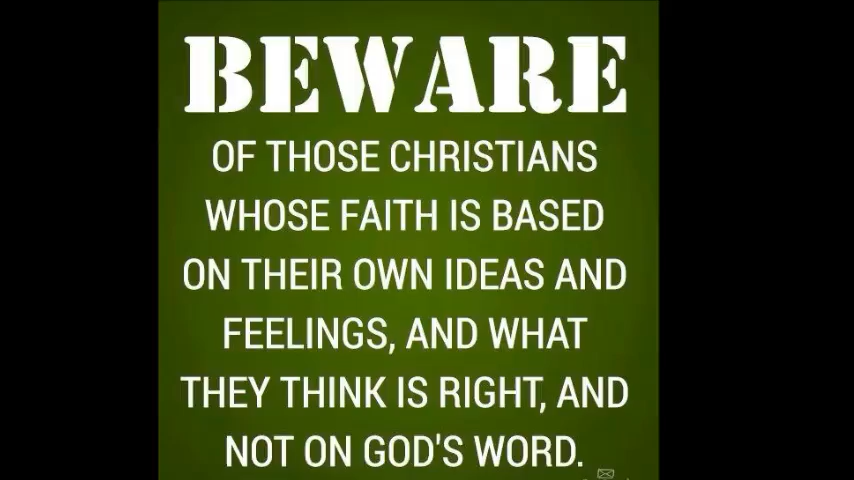 BEWARE
OF THOSE CHRISTIANS
WHOSE FAITH IS BASED
ON THEIR OWN IDEAS AND
FEELINGS, AND WHAT
THEY THINK IS RIGHT, AND
NOT ON GOD'S WORD.